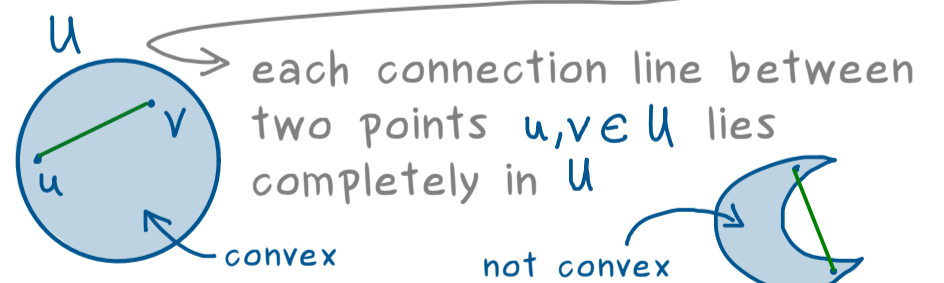 U
each connection line between
two points u,v ∈ U lies
completely in U
v
u
convex
not convex